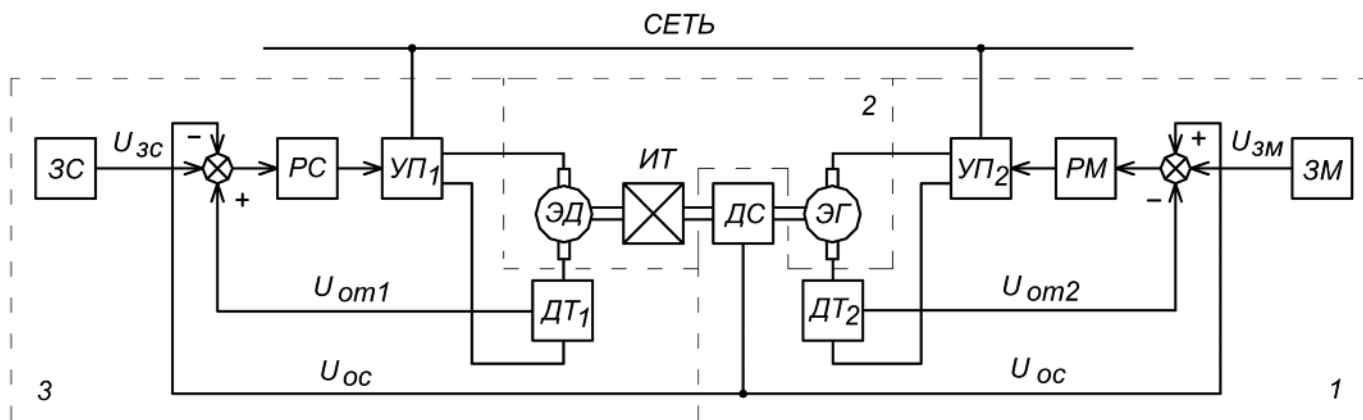 СЕТЬ
2
ЗС
U зс
−
+
РС
УП1
ЭД
ИТ
ДС
ЭГ
УП2
РМ
+
−
U зм
ЗМ
U от1
ДТ1
ДТ2
U от2
U ос
U ос
3
1